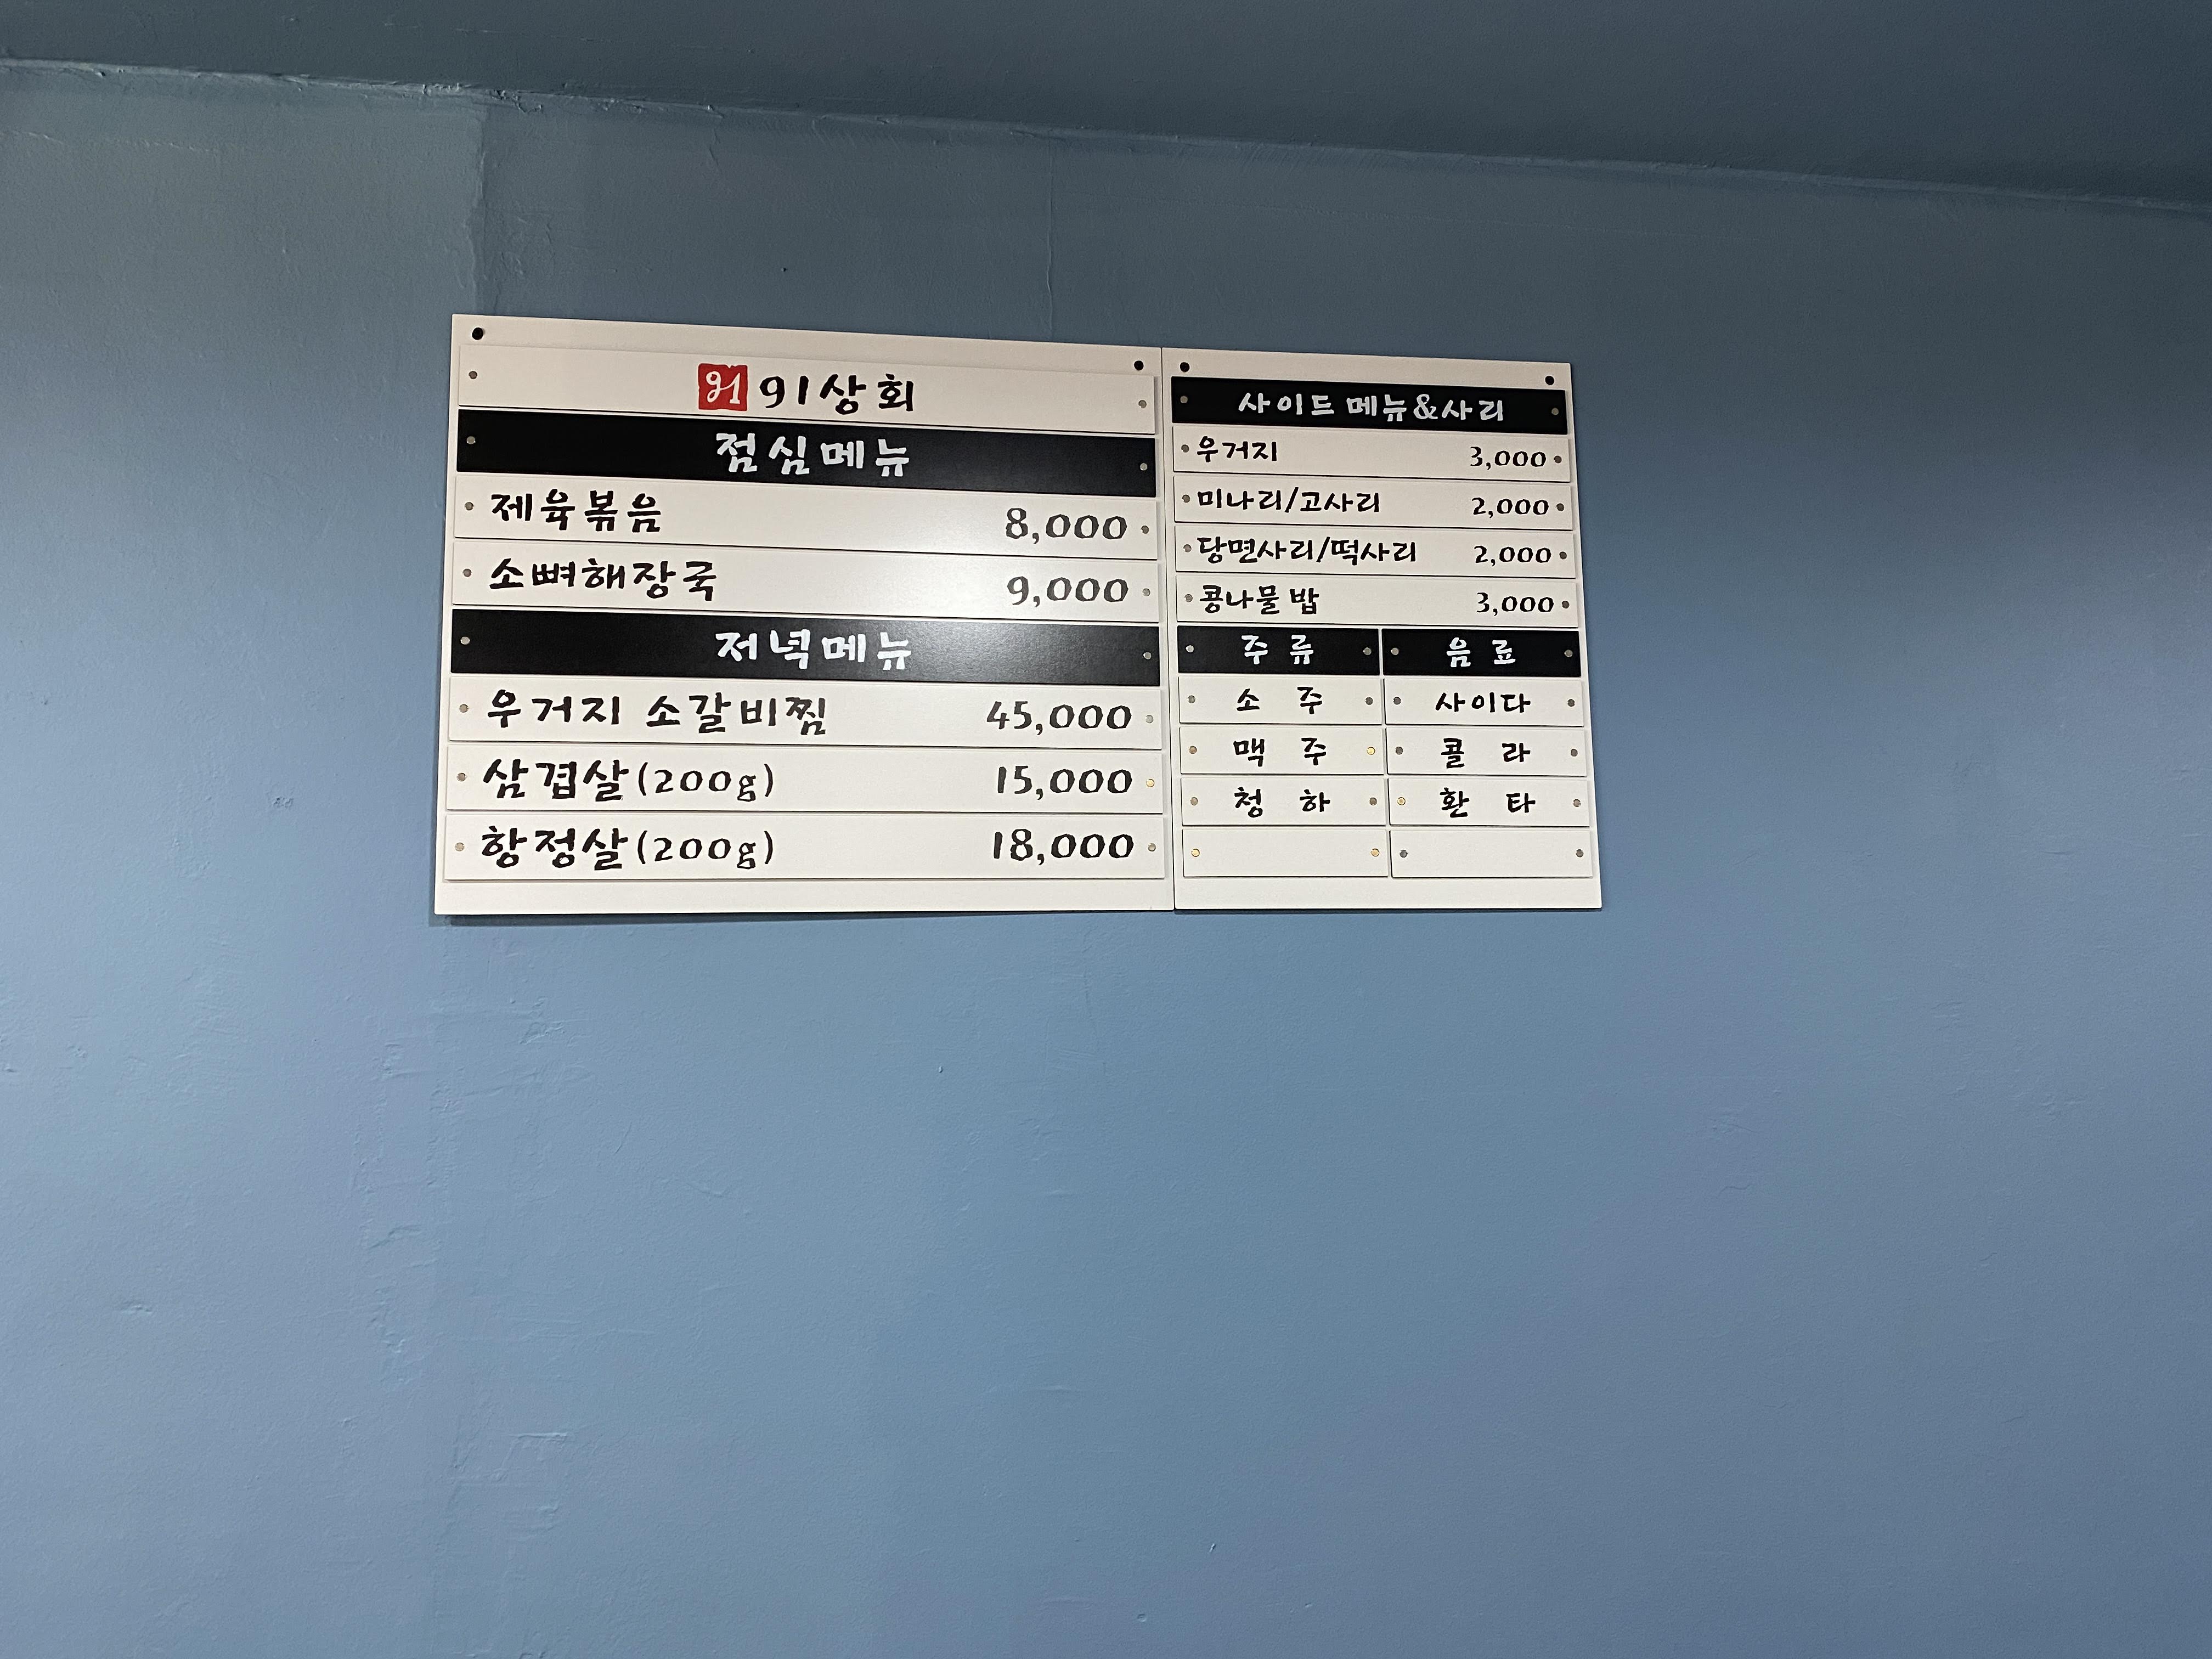 91 91상회
점심메뉴
제육볶음 8,000
소뼈해장국 9,000
저녁메뉴
우거지 소갈비찜 45,000
삼겹살(200g) 15,000
항정살(200g) 18,000
사이드 메뉴&사리
우거지 3,000
미나리/고사리 2,000
당면사리/떡사리 2,000
콩나물 밥 3,000
주류 음료
소주 사이다
맥주 콜라
청하 환타